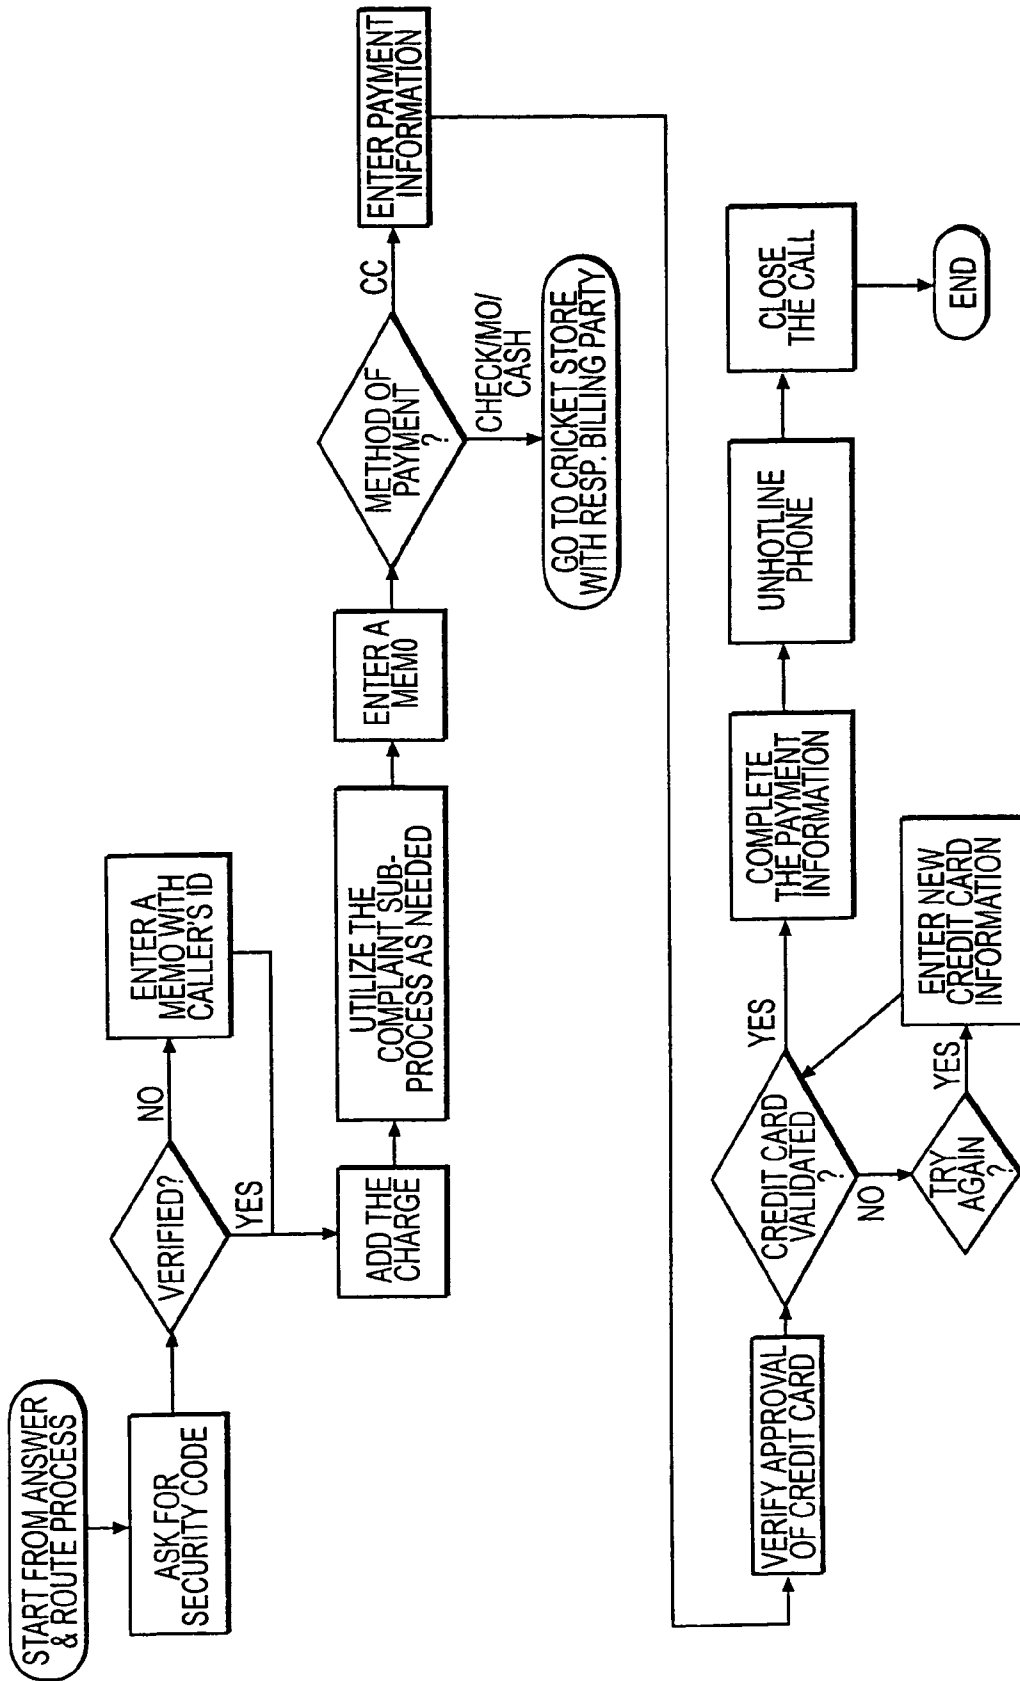 START FROM ANSWER
& ROUTE PROCESS
ASK FOR
SECURITY CODE
VERIFIED?
NO
YES
ENTER A
MEMO WITH
CALLER'S ID
ADD THE
CHARGE
UTILIZE THE
COMPLAINT SUB-
PROCESS AS NEEDED
ENTER A
MEMO
METHOD OF
PAYMENT
?
CC
CHECK/MO/
CASH
GO TO CRICKET STORE
WITH RESP. BILLING PARTY
ENTER PAYMENT
INFORMATION
VERIFY APPROVAL
OF CREDIT CARD
CREDIT CARD
VALIDATED
?
YES
NO
TRY
AGAIN
?
YES
ENTER NEW
CREDIT CARD
INFORMATION
COMPLETE
THE PAYMENT
INFORMATION
UNHOTLINE
PHONE
CLOSE
THE CALL
END